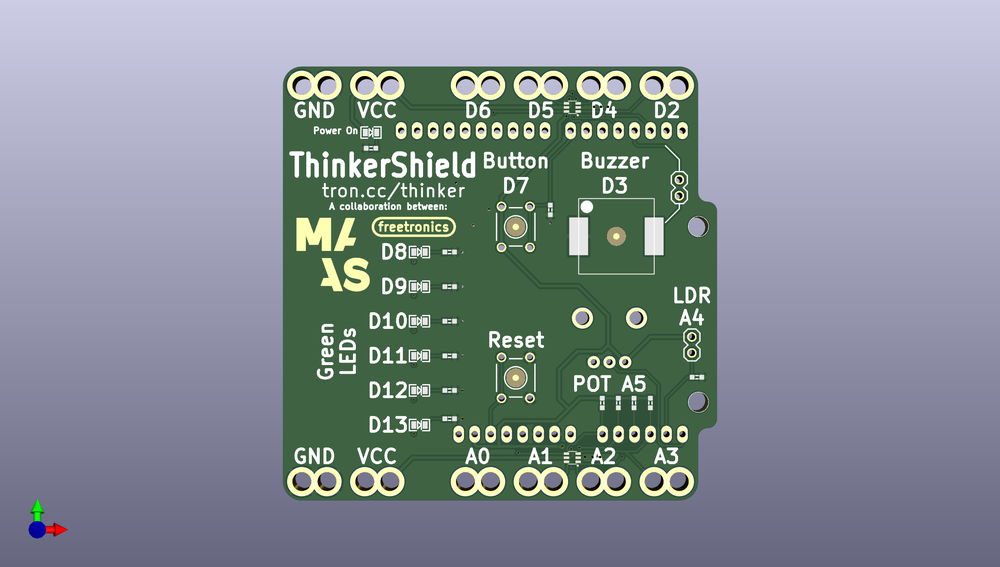 GND VCC D6 D5 D4 D2
Power On
ThinkerShield
tron.cc/thinker
A collaboration between:
MAAS
freetronics
Button
D7
Buzzer
D3
D8
D9
D10
D11
D12
D13
Green
LEDs
Reset
LDR
A4
POT A5
GND VCC A0 A1 A2 A3